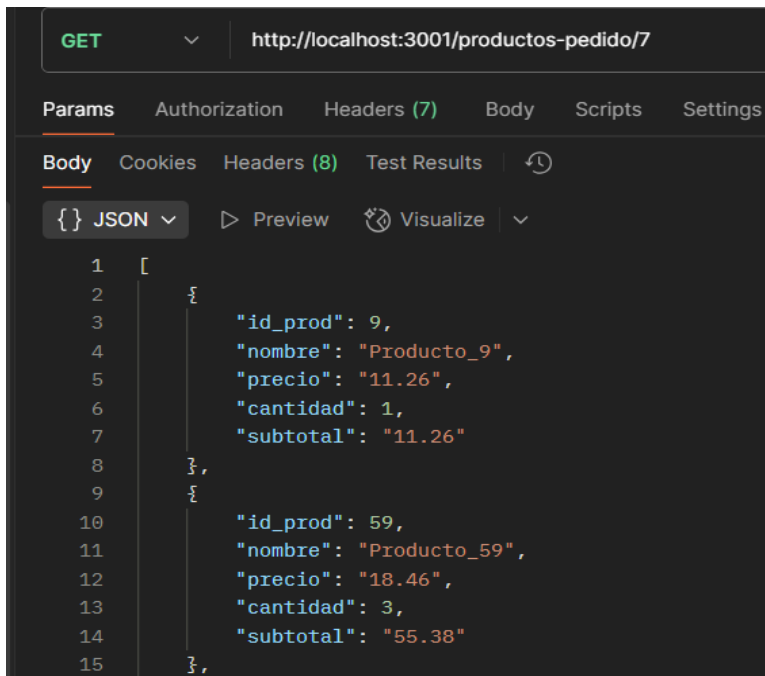 GET http://localhost:3001/productos-pedido/7
Params Authorization Headers (7) Body Scripts Settings
Body Cookies Headers (8) Test Results
{} JSON Preview Visualize
1 [
2 {
3 "id_prod": 9,
4 "nombre": "Producto_9",
5 "precio": "11.26",
6 "cantidad": 1,
7 "subtotal": "11.26"
8 },
9 {
10 "id_prod": 59,
11 "nombre": "Producto_59",
12 "precio": "18.46",
13 "cantidad": 3,
14 "subtotal": "55.38"
15 },